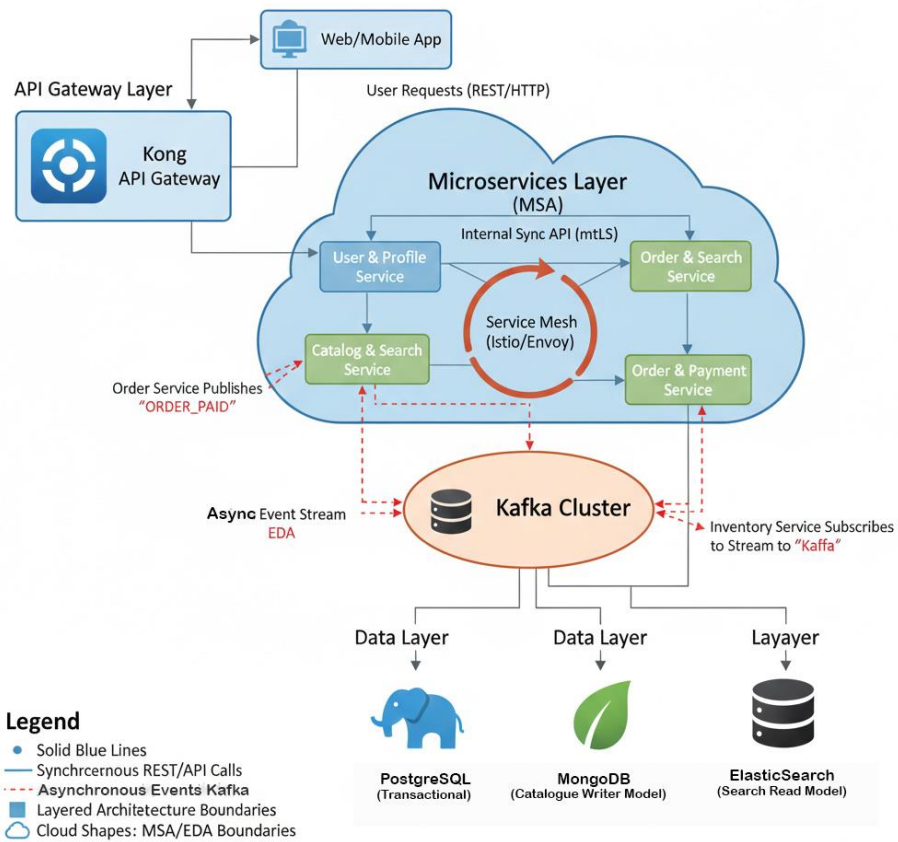 Web/Mobile App
API Gateway Layer
User Requests (REST/HTTP)
Kong
API Gateway
Microservices Layer
(MSA)
Internal Sync API (mtLS)
User & Profile
Service
Order & Search
Service
Service Mesh
(Istio/Envoy)
Catalog & Search
Service
Order & Payment
Service
Order Service Publishes
"ORDER_PAID"
Kafka Cluster
Async Event Stream
EDA
Inventory Service Subscribes
to Stream to "Kaffa"
Data Layer
Data Layer
Layayer
PostgreSQL
(Transactional)
MongoDB
(Catalogue Writer Model)
ElasticSearch
(Search Read Model)
Legend
Solid Blue Lines
Synchrcernous REST/API Calls
Asynchronous Events Kafka
Layered Architetecture Boundaries
Cloud Shapes: MSA/EDA Boundaries